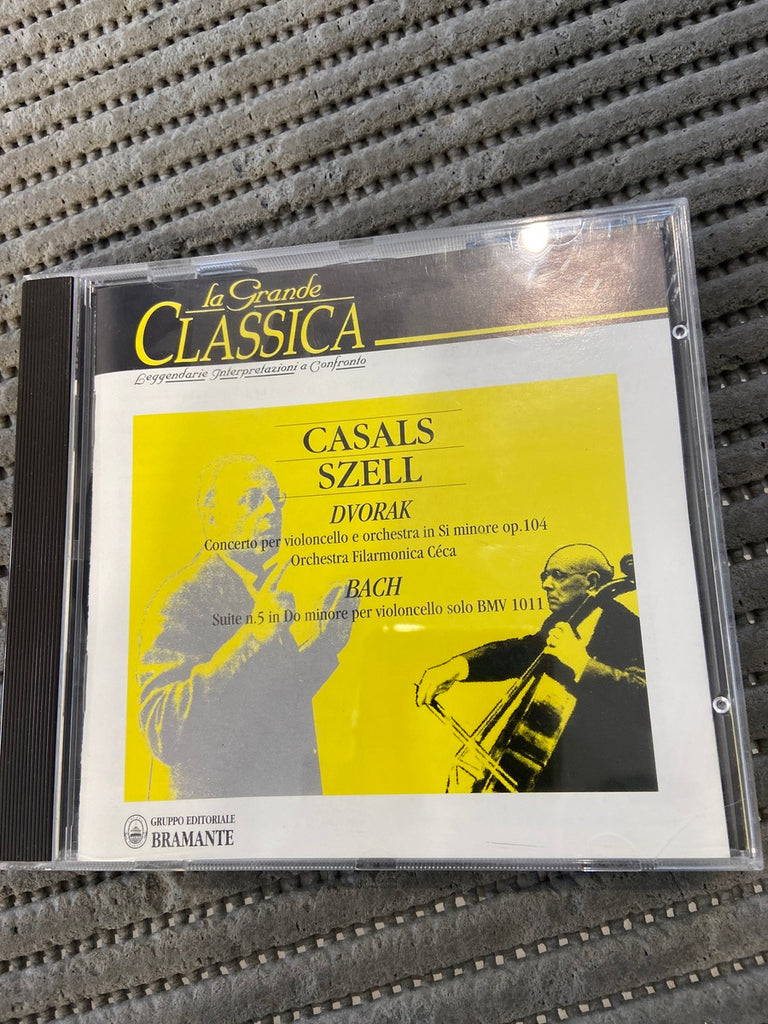 la Grande
CLASSICA
Leggendarie Interpretazioni a Confronto
CASALS
SZELL
DVORAK
Concerto per violoncello e orchestra in Si minore op.104
Orchestra Filarmonica Céca
BACH
Suite n.5 in Do minore per violoncello solo BMV 1011
GRUPPO EDITORIALE
BRAMANTE